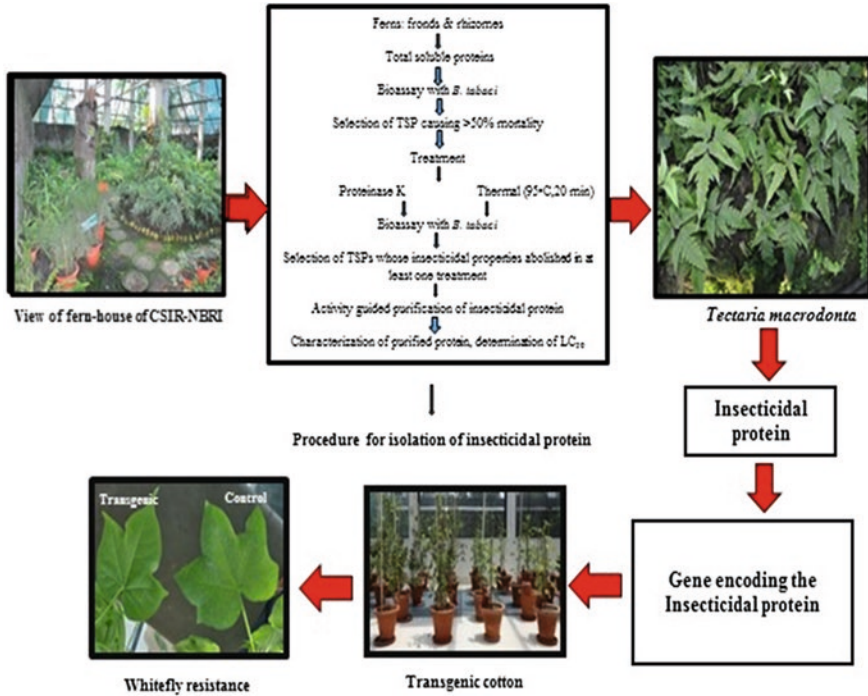 Ferns: fronds & rhizomes
Total soluble proteins
Bioassay with B. tabaci
Selection of TSP causing >50% mortality
Treatment
Proteinase K
Thermal (95°C,20 min)
Bioassay with B. tabaci
Selection of TSPs whose insecticidal properties abolished in at
least one treatment
Activity guided purification of insecticidal protein
Characterization of purified protein, determination of LC₅₀
View of fern-house of CSIR-NBRI
Tectaria macrodonta
Procedure for isolation of insecticidal protein
Insecticidal
protein
Transgenic
Control
Gene encoding the
Insecticidal protein
Whitefly resistance
Transgenic cotton